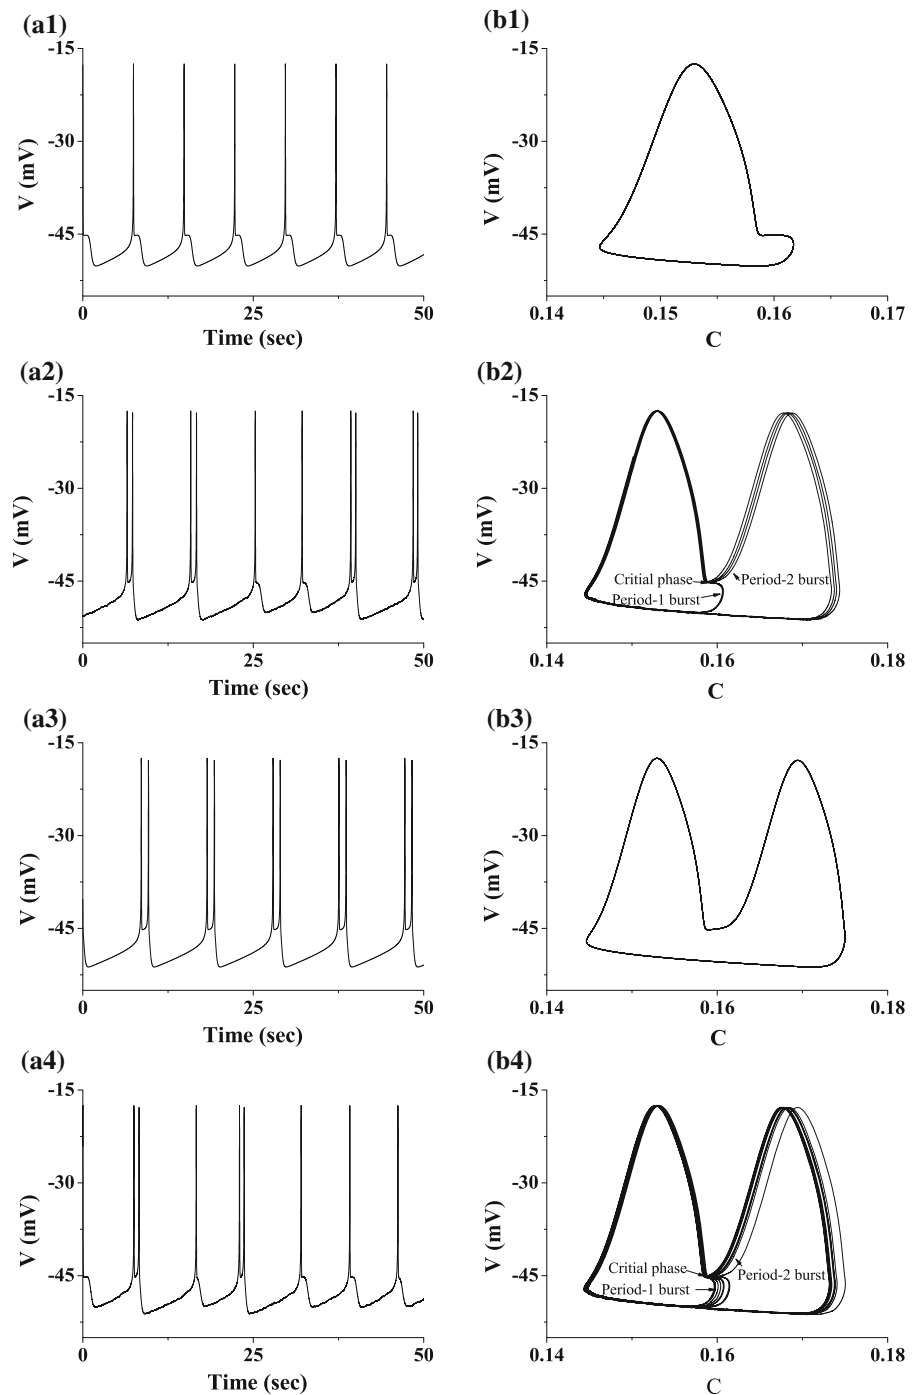 (a1)
-15
-30
-45
V (mV)
0
25
50
Time (sec)
(b1)
-15
-30
-45
V (mV)
0.14
0.15
0.16
0.17
C
(a2)
-15
-30
-45
V (mV)
0
25
50
Time (sec)
(b2)
-15
-30
-45
V (mV)
Critial phase
Period-2 burst
Period-1 burst
0.14
0.16
0.18
C
(a3)
-15
-30
-45
V (mV)
0
25
50
Time (sec)
(b3)
-15
-30
-45
V (mV)
0.14
0.16
0.18
C
(a4)
-15
-30
-45
V (mV)
0
25
50
Time (sec)
(b4)
-15
-30
-45
V (mV)
Critial phase
Period-2 burst
Period-1 burst
0.14
0.16
0.18
C